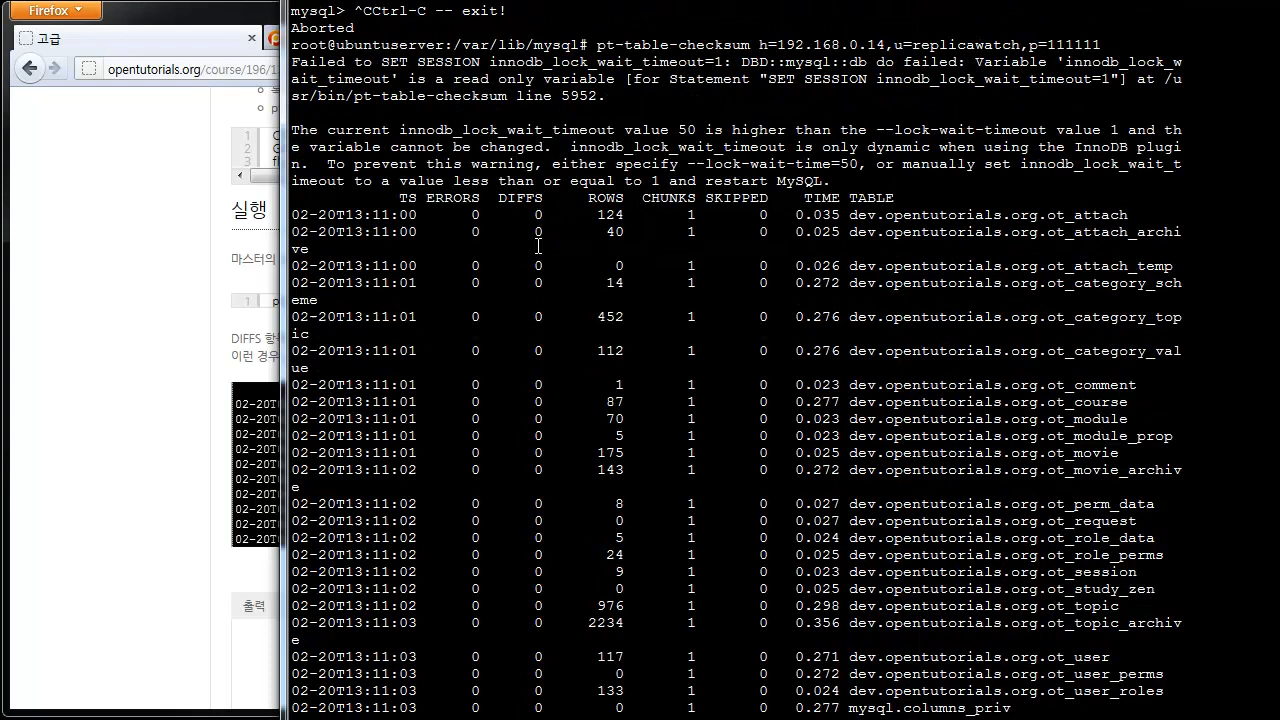 Firefox
고급
opentutorials.org/course/196/1
1
2
3
실행
마스터의
1
DIFFS 항
이런 경우
02-20T
02-20T
02-20T
02-20T
02-20T
02-20T
02-20T
02-20T
02-20T
02-20T
출력
mysql> ^CCtrl-C -- exit!
Aborted
root@ubuntuserver:/var/lib/mysql# pt-table-checksum h=192.168.0.14,u=replicawatch,p=111111
Failed to SET SESSION innodb_lock_wait_timeout=1: DBD::mysql::db do failed: Variable 'innodb_lock_w
ait_timeout' is a read only variable [for Statement "SET SESSION innodb_lock_wait_timeout=1"] at /u
sr/bin/pt-table-checksum line 5952.
The current innodb_lock_wait_timeout value 50 is higher than the --lock-wait-timeout value 1 and th
e variable cannot be changed.  innodb_lock_wait_timeout is only dynamic when using the InnoDB plugi
n.  To prevent this warning, either specify --lock-wait-time=50, or manually set innodb_lock_wait_t
imeout to a value less than or equal to 1 and restart MySQL.
TS ERRORS DIFFS ROWS CHUNKS SKIPPED TIME TABLE
02-20T13:11:00 0 0 124 1 0 0.035 dev.opentutorials.org.ot_attach
02-20T13:11:00 0 0 40 1 0 0.025 dev.opentutorials.org.ot_attach_archi
ve
02-20T13:11:00 0 0 0 1 0 0.026 dev.opentutorials.org.ot_attach_temp
02-20T13:11:01 0 0 14 1 0 0.272 dev.opentutorials.org.ot_category_sch
eme
02-20T13:11:01 0 0 452 1 0 0.276 dev.opentutorials.org.ot_category_top
ic
02-20T13:11:01 0 0 112 1 0 0.276 dev.opentutorials.org.ot_category_val
ue
02-20T13:11:01 0 0 1 1 0 0.023 dev.opentutorials.org.ot_comment
02-20T13:11:01 0 0 87 1 0 0.277 dev.opentutorials.org.ot_course
02-20T13:11:01 0 0 70 1 0 0.023 dev.opentutorials.org.ot_module
02-20T13:11:01 0 0 5 1 0 0.023 dev.opentutorials.org.ot_module_prop
02-20T13:11:01 0 0 175 1 0 0.025 dev.opentutorials.org.ot_movie
02-20T13:11:02 0 0 143 1 0 0.272 dev.opentutorials.org.ot_movie_archiv
e
02-20T13:11:02 0 0 8 1 0 0.027 dev.opentutorials.org.ot_perm_data
02-20T13:11:02 0 0 0 1 0 0.027 dev.opentutorials.org.ot_request
02-20T13:11:02 0 0 5 1 0 0.024 dev.opentutorials.org.ot_role_data
02-20T13:11:02 0 0 24 1 0 0.025 dev.opentutorials.org.ot_role_perms
02-20T13:11:02 0 0 9 1 0 0.023 dev.opentutorials.org.ot_session
02-20T13:11:02 0 0 0 1 0 0.025 dev.opentutorials.org.ot_study_zen
02-20T13:11:02 0 0 976 1 0 0.298 dev.opentutorials.org.ot_topic
02-20T13:11:03 0 0 2234 1 0 0.356 dev.opentutorials.org.ot_topic_archiv
e
02-20T13:11:03 0 0 117 1 0 0.271 dev.opentutorials.org.ot_user
02-20T13:11:03 0 0 0 1 0 0.272 dev.opentutorials.org.ot_user_perms
02-20T13:11:03 0 0 133 1 0 0.024 dev.opentutorials.org.ot_user_roles
02-20T13:11:03 0 0 0 1 0 0.277 mysql.columns_priv